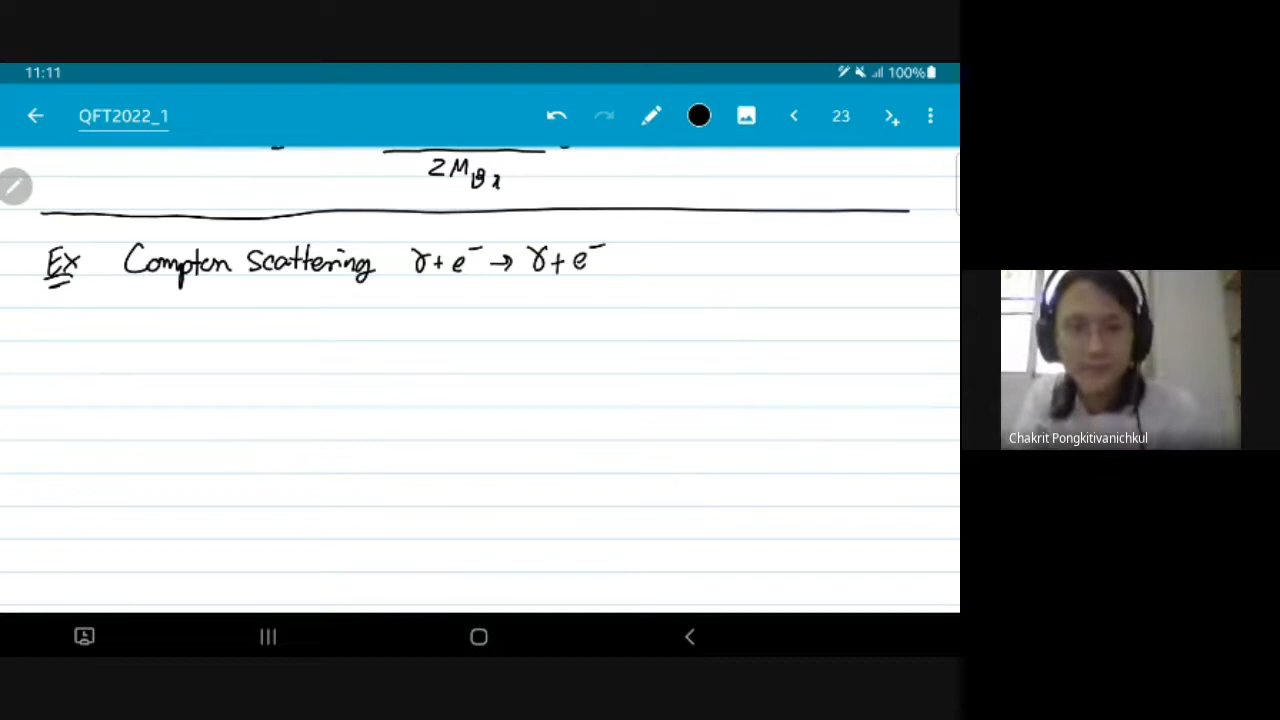 11:11 100%
QFT2022_1 23
2M
Ex Compton Scattering γ + e⁻ → γ + e⁻
Chakrit Pongkitivanichkul